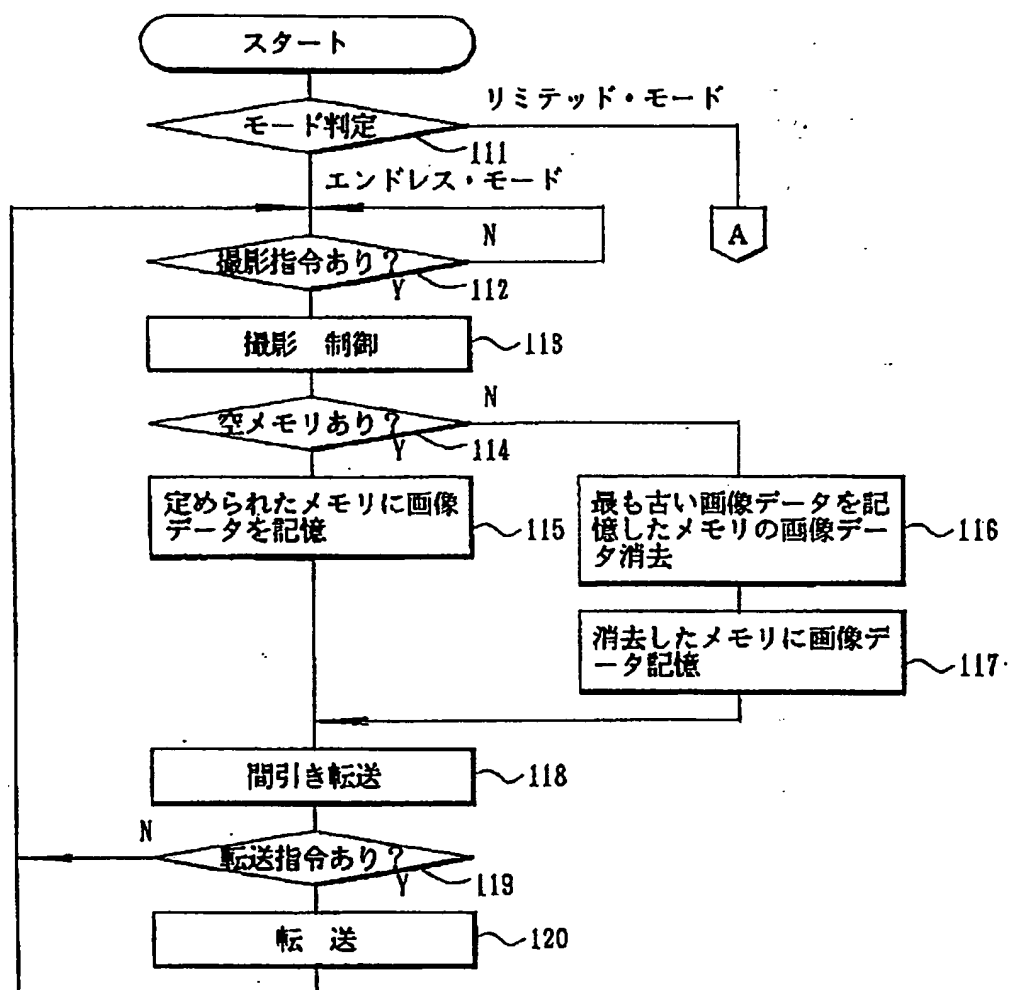 スタート
リミテッド・モード
モード判定
111
エンドレス・モード
A
N
撮影指令あり?
Y
112
撮影 制御
113
N
空メモリあり?
Y
114
定められたメモリに画像
データを記憶
115
最も古い画像データを記
憶したメモリの画像デー
タ消去
116
消去したメモリに画像デ
ータ記憶
117
間引き転送
118
N
転送指令あり?
Y
119
転 送
120